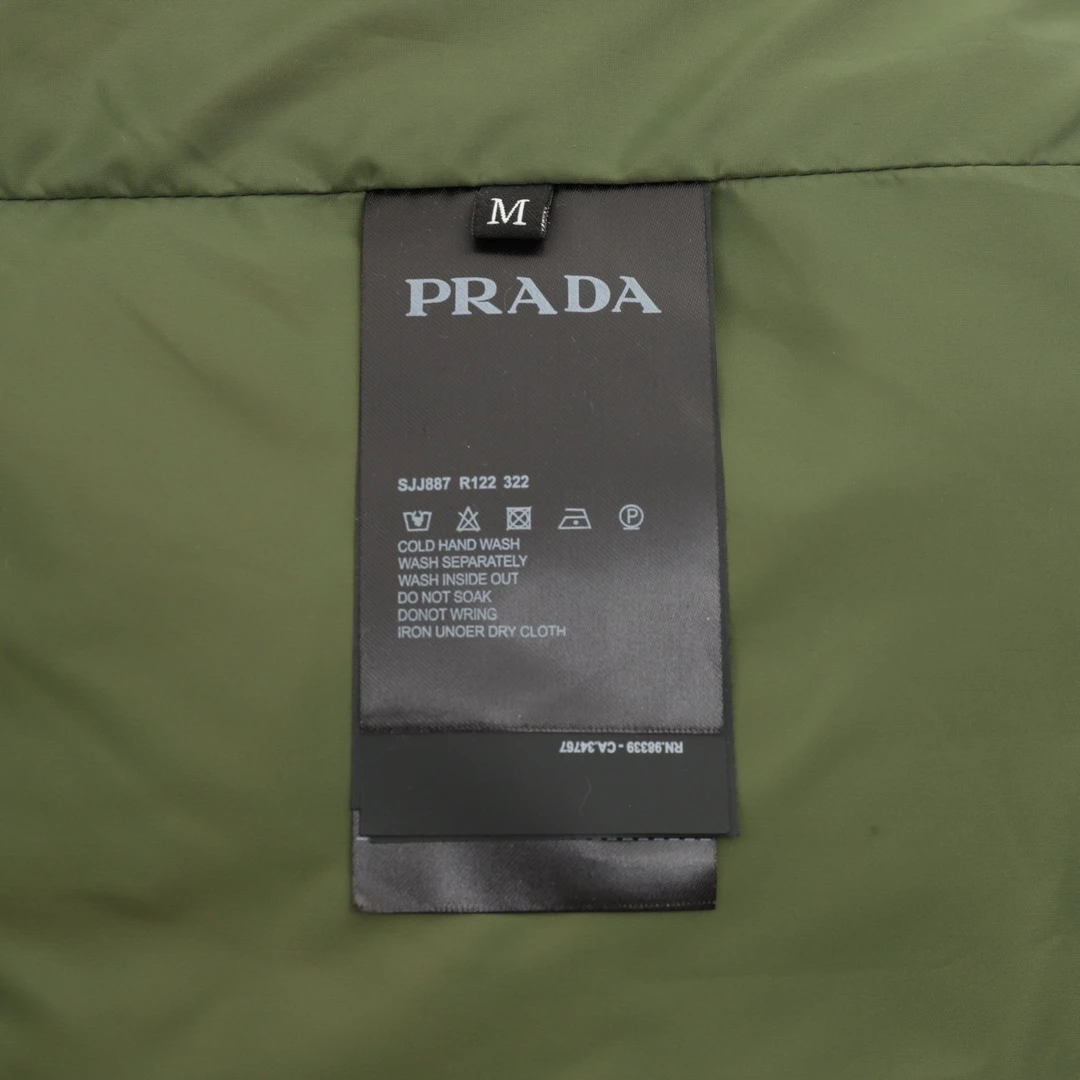 M
PRADA
SJJ887 R122 322
P
COLD HAND WASH
WASH SEPARATELY
WASH INSIDE OUT
DO NOT SOAK
DONOT WRING
IRON UNOER DRY CLOTH
RN.98339 - CA.34767